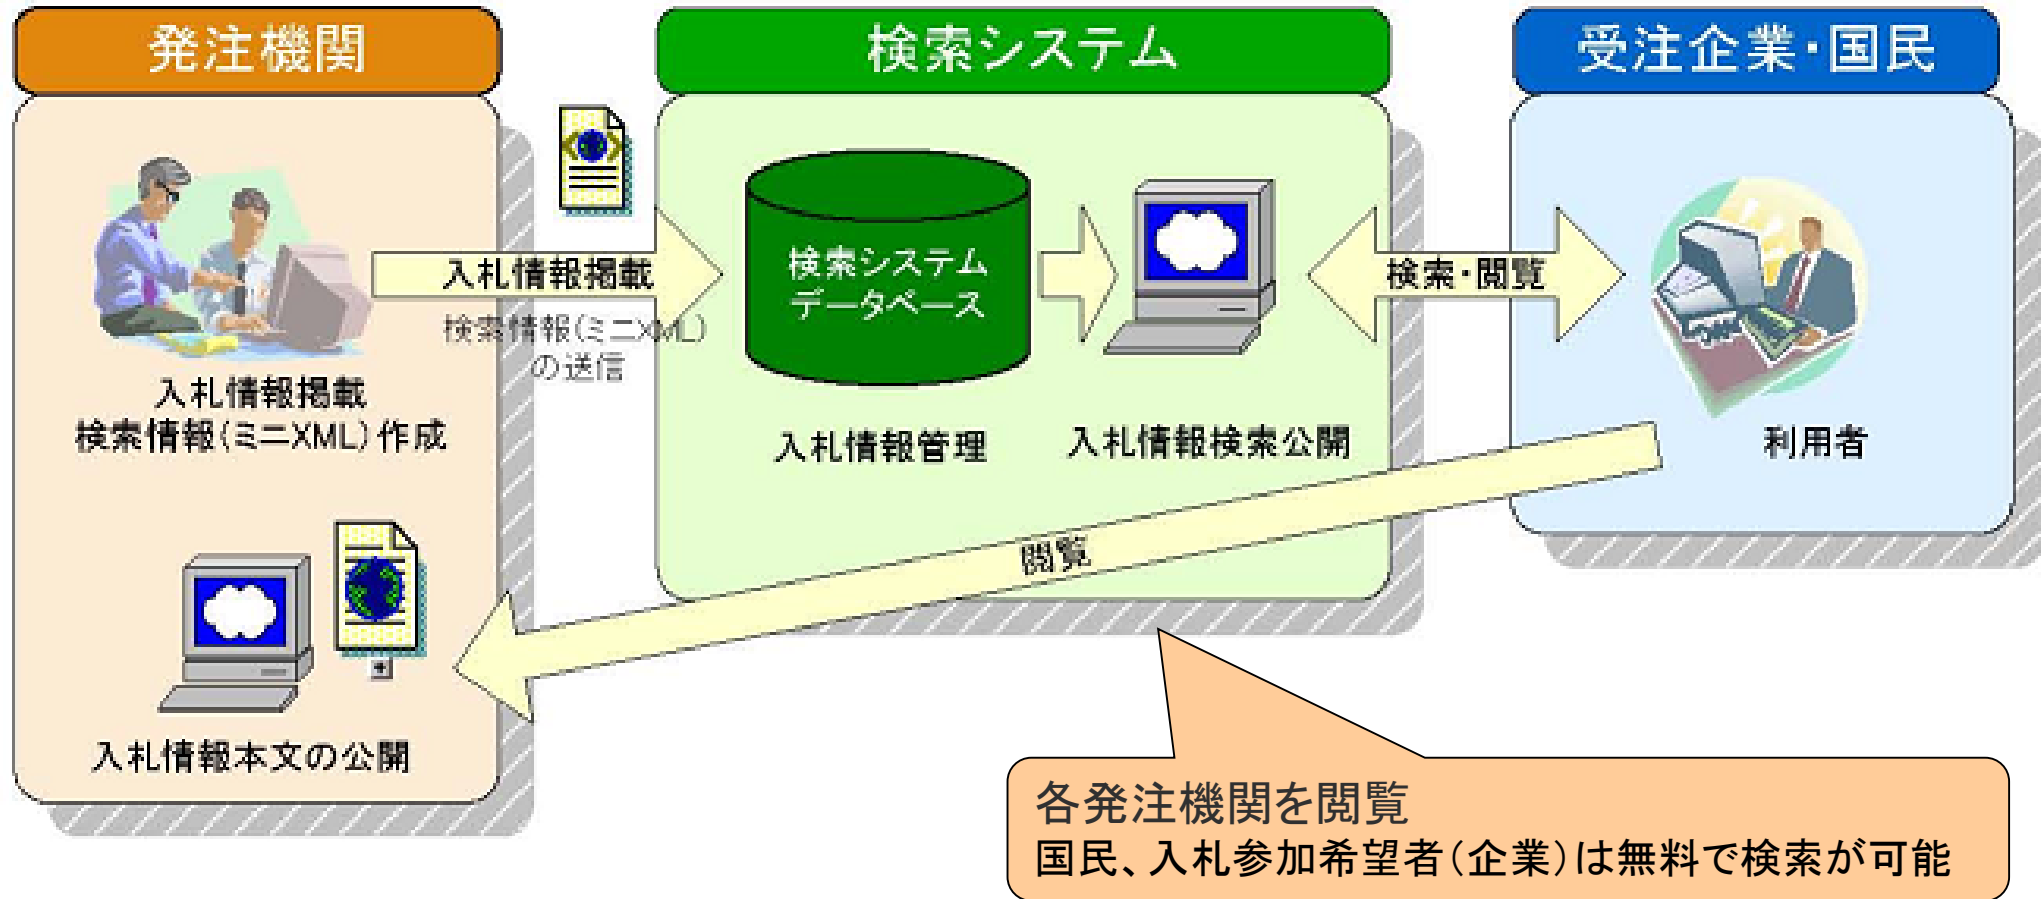 発注機関
検索システム
受注企業・国民
入札情報掲載
検索情報(ミニXML)
の送信
検索システム
データベース
検索・閲覧
入札情報掲載
検索情報(ミニXML)作成
入札情報管理
入札情報検索公開
利用者
閲覧
入札情報本文の公開
各発注機関を閲覧
国民、入札参加希望者(企業)は無料で検索が可能